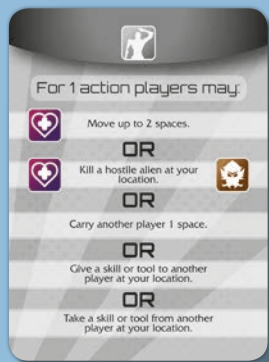 For 1 action players may:
Move up to 2 spaces.
OR
Kill a hostile alien at your
location.
OR
Carry another player 1 space.
OR
Give a skill or tool to another
player at your location.
OR
Take a skill or tool from another
player at your location.